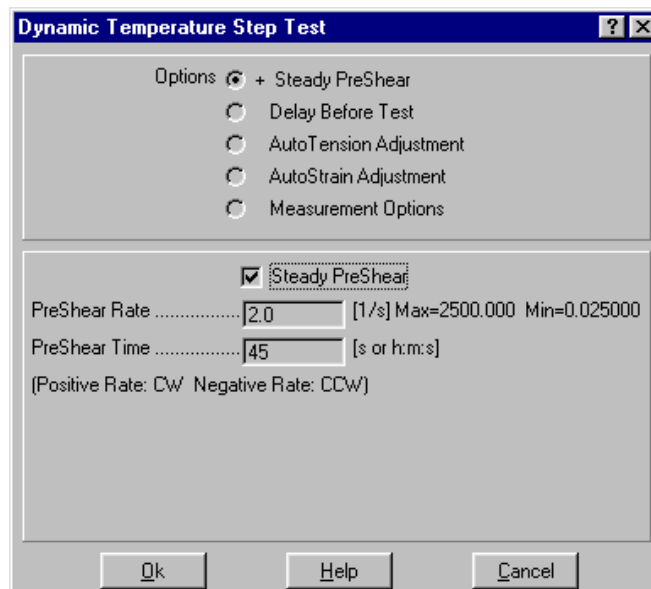 Dynamic Temperature Step Test
Options + Steady PreShear
Delay Before Test
AutoTension Adjustment
AutoStrain Adjustment
Measurement Options
Steady PreShear
PreShear Rate ................ 2.0 [1/s] Max=2500.000 Min=0.025000
PreShear Time ................ 45 [s or h:m:s]
(Positive Rate: CW Negative Rate: CCW)
Ok Help Cancel